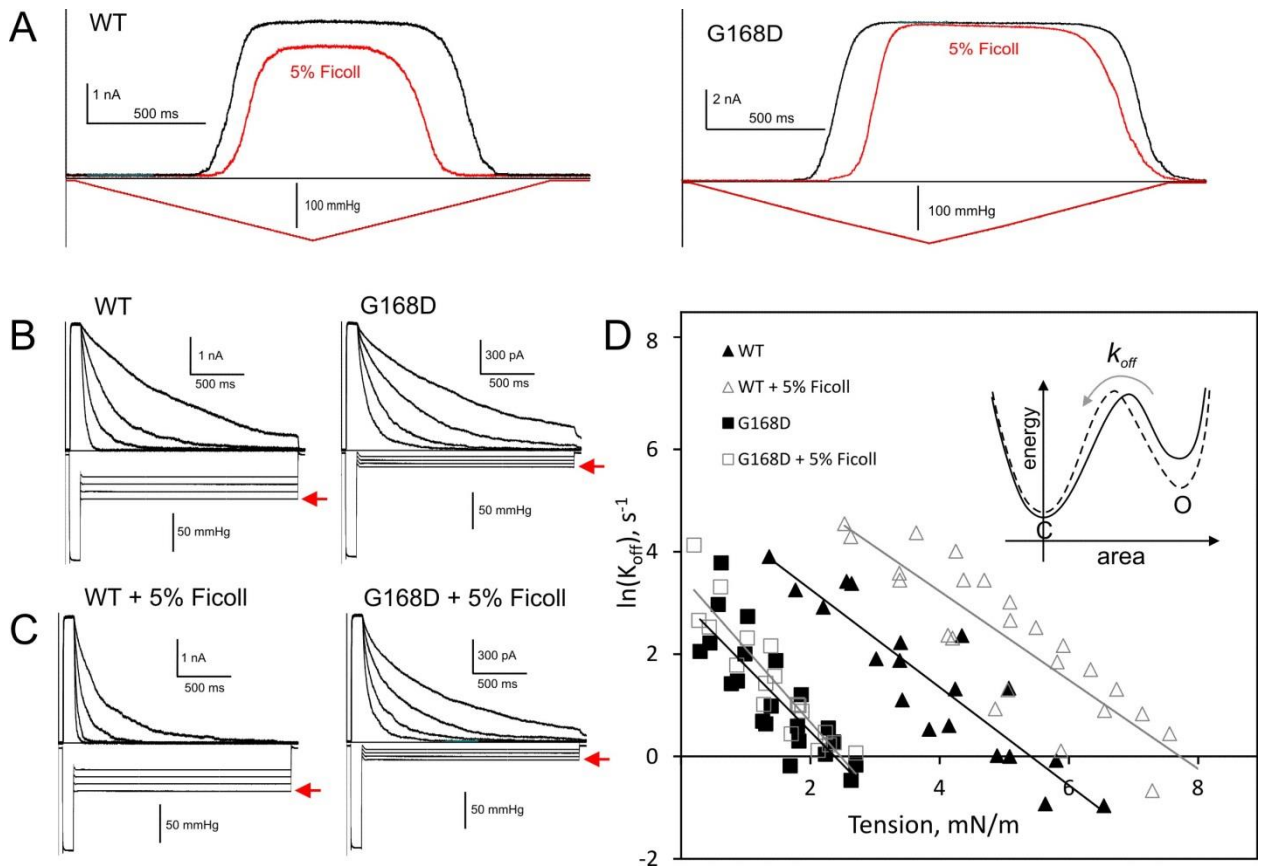 A
WT
5% Ficoll
1 nA
500 ms
100 mmHg
G168D
5% Ficoll
2 nA
500 ms
100 mmHg
B
WT
1 nA
500 ms
50 mmHg
G168D
300 pA
500 ms
50 mmHg
C
WT + 5% Ficoll
1 nA
500 ms
50 mmHg
G168D + 5% Ficoll
300 pA
500 ms
50 mmHg
D
8
6
4
2
0
-2
ln(Koff), s-1
WT
WT + 5% Ficoll
G168D
G168D + 5% Ficoll
koff
energy
C
O
area
2
4
6
8
Tension, mN/m